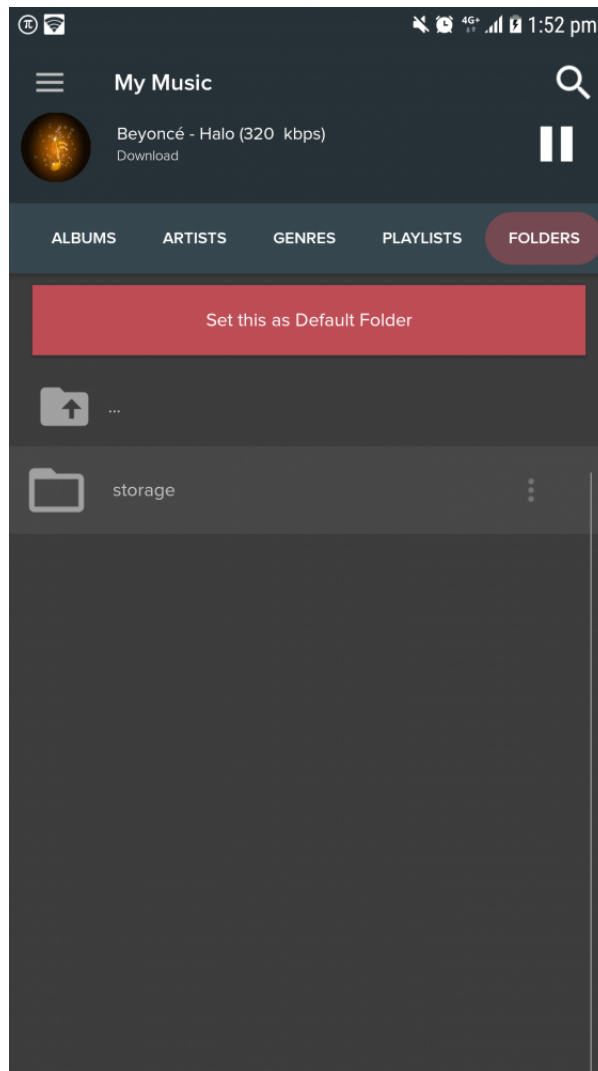 4G+ 1:52 pm
My Music
Beyoncé - Halo (320 kbps)
Download
ALBUMS ARTISTS GENRES PLAYLISTS FOLDERS
Set this as Default Folder
...
storage